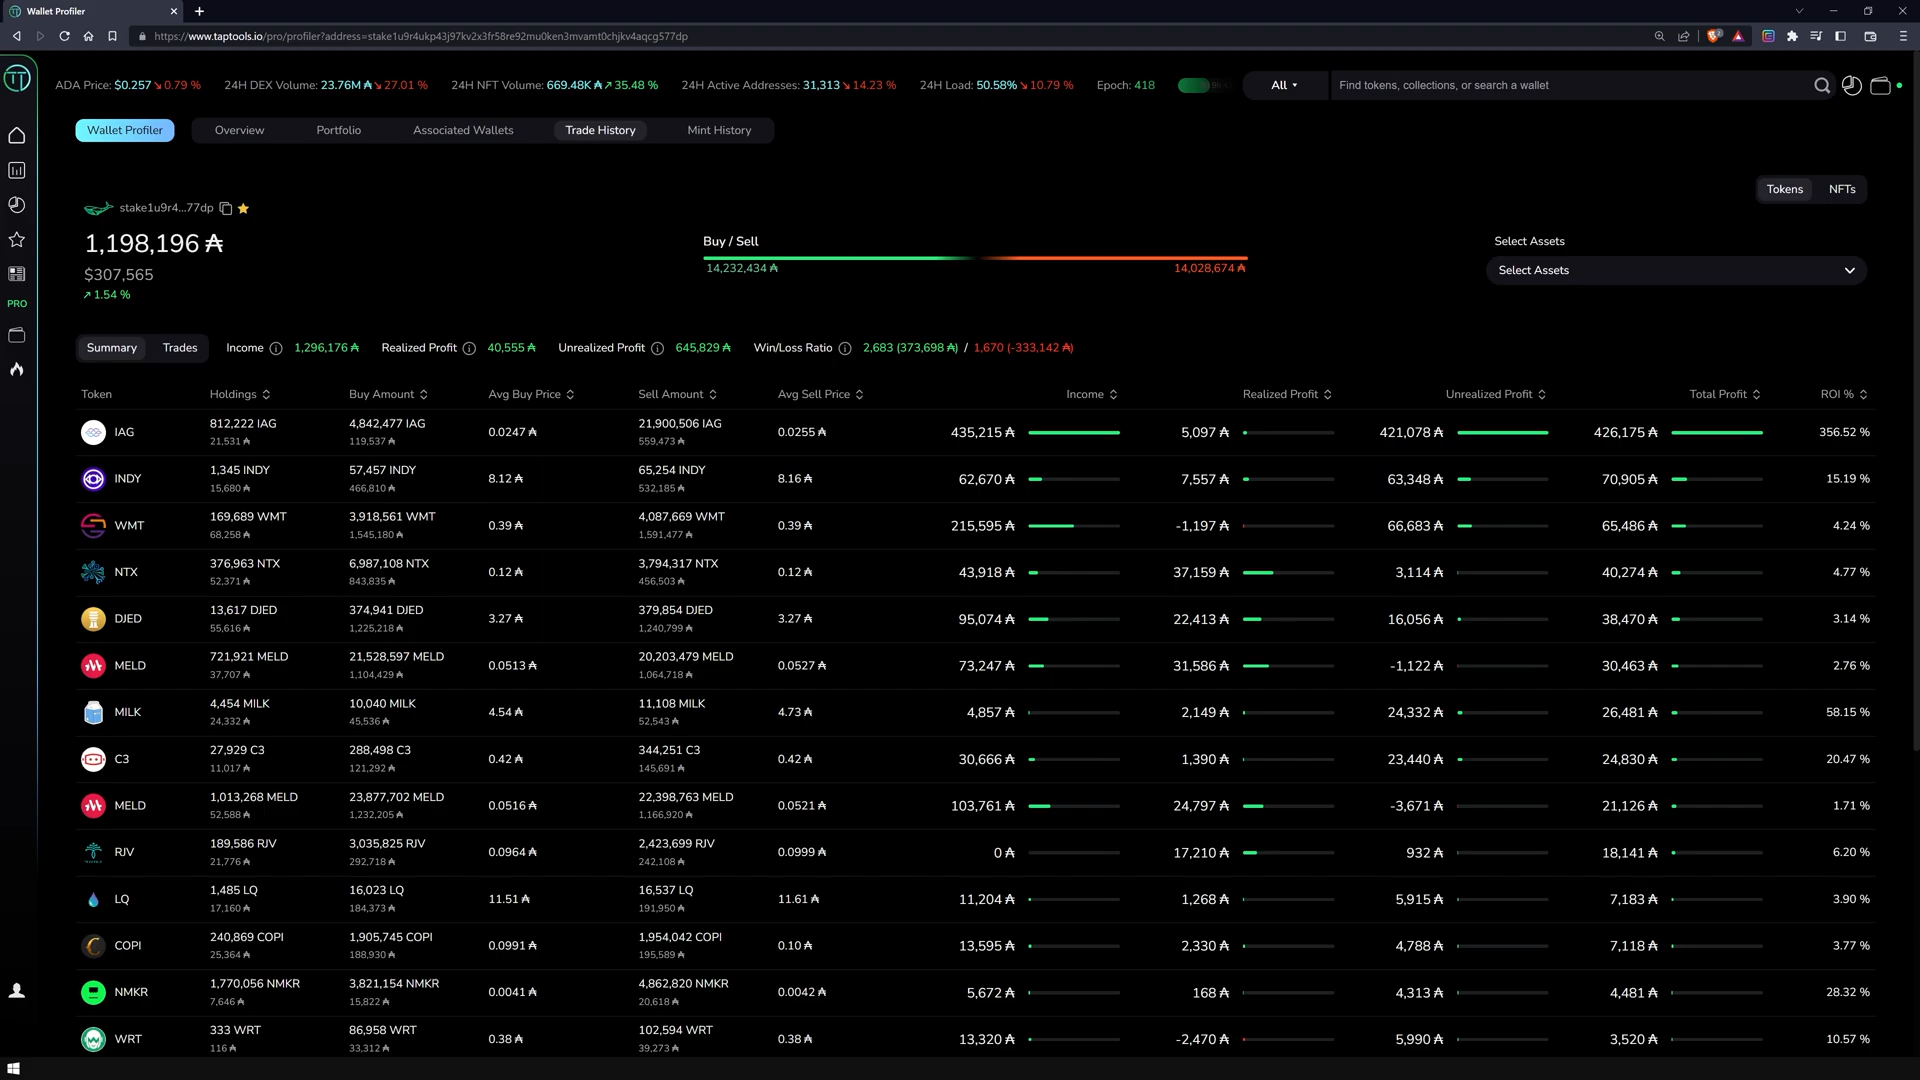 Wallet Profiler
https://www.taptools.io/pro/profiler?address=stake1u9r4ukp43j97kv2x3fr58re92mu0ken3mvamt0chjkv4aqcg577dp
ADA Price: $0.257 ↘ 0.79 % 24H DEX Volume: 23.76M ₳ ↘ 27.01 % 24H NFT Volume: 669.48K ₳ ↗ 35.48 % 24H Active Addresses: 31,313 ↘ 14.23 % 24H Load: 50.58% ↘ 10.79 % Epoch: 418 All Find tokens, collections, or search a wallet
Wallet Profiler Overview Portfolio Associated Wallets Trade History Mint History
Tokens NFTs
stake1u9r4...77dp
1,198,196 ₳
$307,565
↗ 1.54 %
Buy / Sell
14,232,434 ₳ 14,028,674 ₳
Select Assets
Select Assets
PRO
Summary Trades Income 1,296,176 ₳ Realized Profit 40,555 ₳ Unrealized Profit 645,829 ₳ Win/Loss Ratio 2,683 (373,698 ₳) / 1,670 (-333,142 ₳)
Token Holdings Buy Amount Avg Buy Price Sell Amount Avg Sell Price Income Realized Profit Unrealized Profit Total Profit ROI %
IAG 812,222 IAG 4,842,477 IAG 0.0247 ₳ 21,900,506 IAG 0.0255 ₳ 435,215 ₳ 5,097 ₳ 421,078 ₳ 426,175 ₳ 356.52 %
21,531 ₳ 119,537 ₳ 559,473 ₳
INDY 1,345 INDY 57,457 INDY 8.12 ₳ 65,254 INDY 8.16 ₳ 62,670 ₳ 7,557 ₳ 63,348 ₳ 70,905 ₳ 15.19 %
15,680 ₳ 466,810 ₳ 532,185 ₳
WMT 169,689 WMT 3,918,561 WMT 0.39 ₳ 4,087,669 WMT 0.39 ₳ 215,595 ₳ -1,197 ₳ 66,683 ₳ 65,486 ₳ 4.24 %
68,258 ₳ 1,545,180 ₳ 1,591,477 ₳
NTX 376,963 NTX 6,987,108 NTX 0.12 ₳ 3,794,317 NTX 0.12 ₳ 43,918 ₳ 37,159 ₳ 3,114 ₳ 40,274 ₳ 4.77 %
52,371 ₳ 843,835 ₳ 456,503 ₳
DJED 13,617 DJED 374,941 DJED 3.27 ₳ 379,854 DJED 3.27 ₳ 95,074 ₳ 22,413 ₳ 16,056 ₳ 38,470 ₳ 3.14 %
55,616 ₳ 1,225,218 ₳ 1,240,799 ₳
MELD 721,921 MELD 21,528,597 MELD 0.0513 ₳ 20,203,479 MELD 0.0527 ₳ 73,247 ₳ 31,586 ₳ -1,122 ₳ 30,463 ₳ 2.76 %
37,707 ₳ 1,104,429 ₳ 1,064,718 ₳
MILK 4,454 MILK 10,040 MILK 4.54 ₳ 11,108 MILK 4.73 ₳ 4,857 ₳ 2,149 ₳ 24,332 ₳ 26,481 ₳ 58.15 %
24,332 ₳ 45,536 ₳ 52,543 ₳
C3 27,929 C3 288,498 C3 0.42 ₳ 344,251 C3 0.42 ₳ 30,666 ₳ 1,390 ₳ 23,440 ₳ 24,830 ₳ 20.47 %
11,017 ₳ 121,292 ₳ 145,691 ₳
MELD 1,013,268 MELD 23,877,702 MELD 0.0516 ₳ 22,398,763 MELD 0.0521 ₳ 103,761 ₳ 24,797 ₳ -3,671 ₳ 21,126 ₳ 1.71 %
52,588 ₳ 1,232,205 ₳ 1,166,920 ₳
RJV 189,586 RJV 3,035,825 RJV 0.0964 ₳ 2,423,699 RJV 0.0999 ₳ 0 ₳ 17,210 ₳ 932 ₳ 18,141 ₳ 6.20 %
21,776 ₳ 292,718 ₳ 242,108 ₳
LQ 1,485 LQ 16,023 LQ 11.51 ₳ 16,537 LQ 11.61 ₳ 11,204 ₳ 1,268 ₳ 5,915 ₳ 7,183 ₳ 3.90 %
17,160 ₳ 184,373 ₳ 191,950 ₳
COPI 240,869 COPI 1,905,745 COPI 0.0991 ₳ 1,954,042 COPI 0.10 ₳ 13,595 ₳ 2,330 ₳ 4,788 ₳ 7,118 ₳ 3.77 %
25,364 ₳ 188,930 ₳ 195,589 ₳
NMKR 1,770,056 NMKR 3,821,154 NMKR 0.0041 ₳ 4,862,820 NMKR 0.0042 ₳ 5,672 ₳ 168 ₳ 4,313 ₳ 4,481 ₳ 28.32 %
7,646 ₳ 15,822 ₳ 20,618 ₳
WRT 333 WRT 86,958 WRT 0.38 ₳ 102,594 WRT 0.38 ₳ 13,320 ₳ -2,470 ₳ 5,990 ₳ 3,520 ₳ 10.57 %
116 ₳ 33,312 ₳ 39,273 ₳